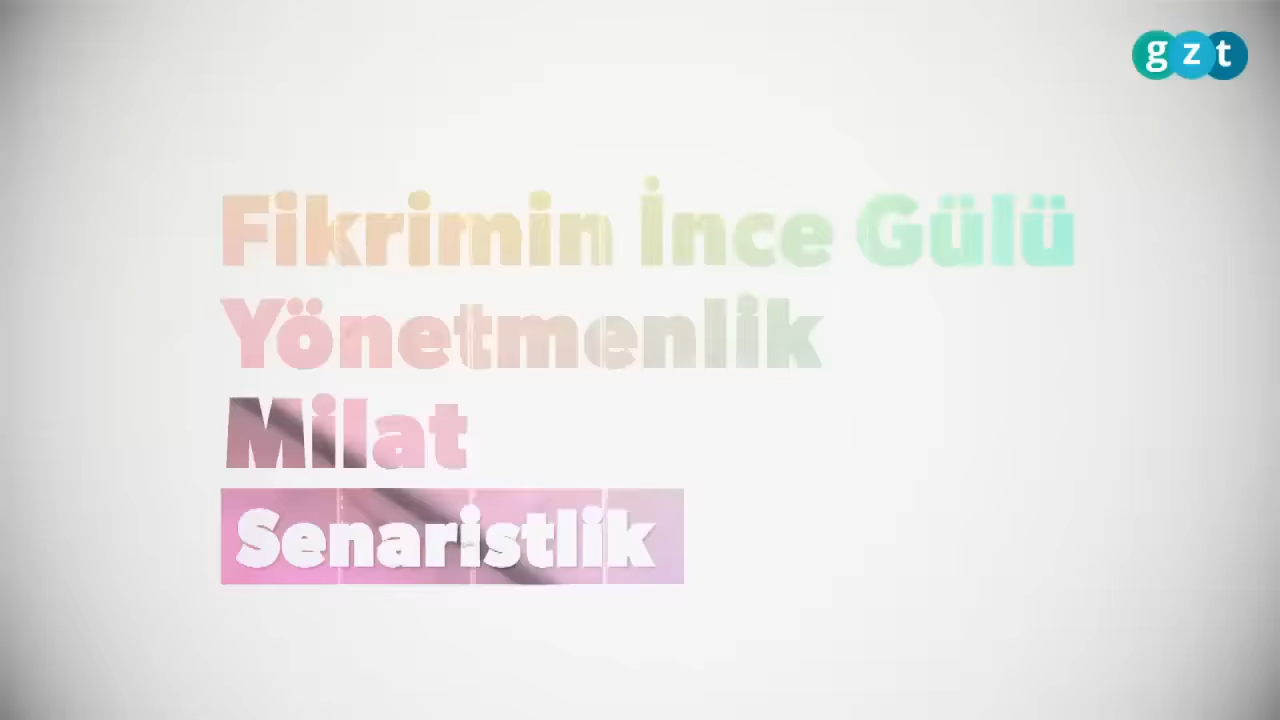 gzt
Fikrimin İnce Gülü
Yönetmenlik
Milat
Senaristlik